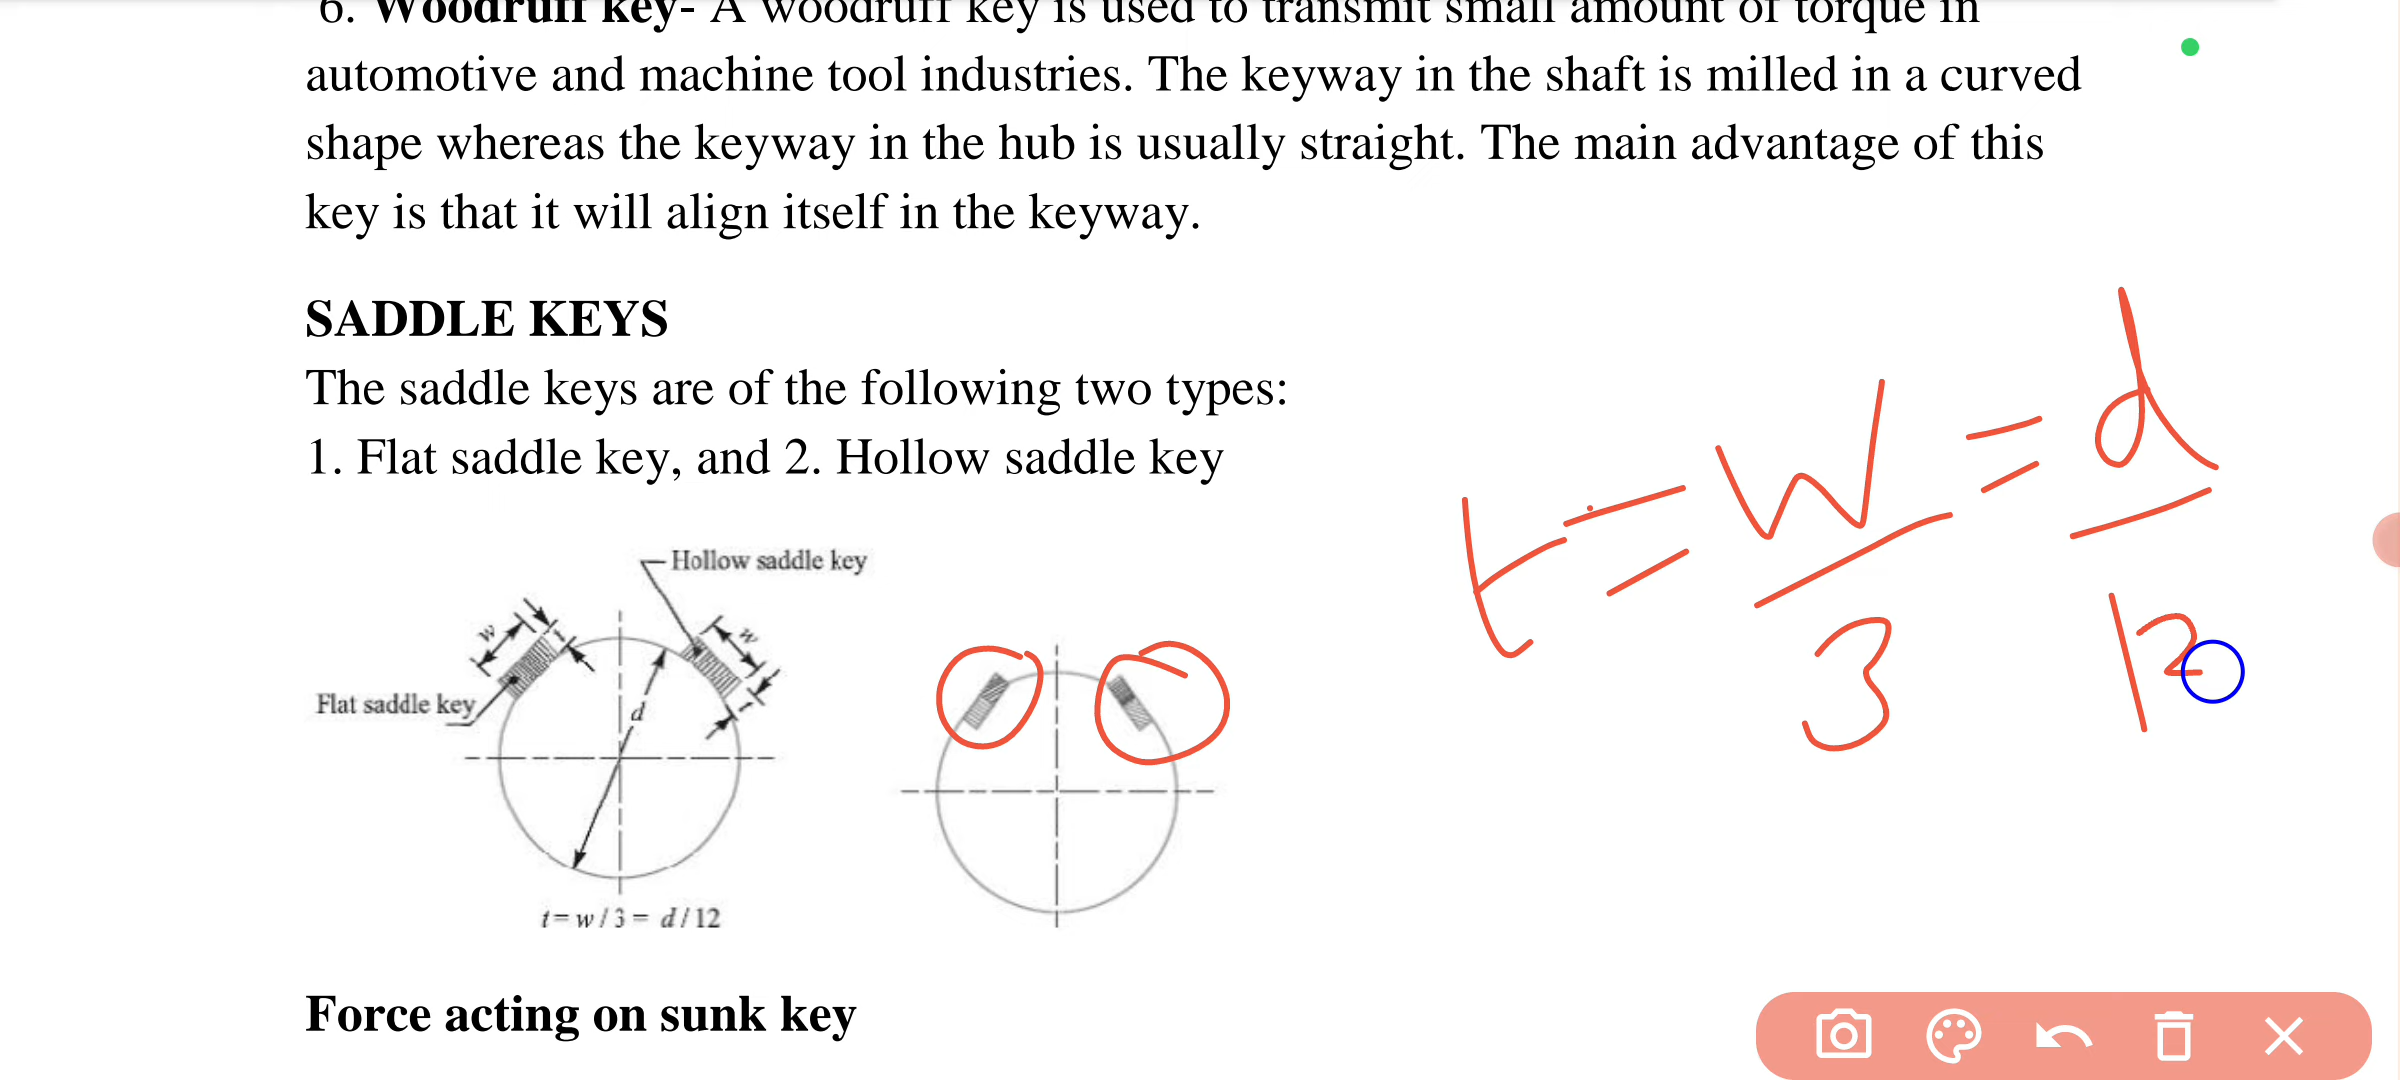 6. Woodruff key- A woodruff key is used to transmit small amount of torque in
automotive and machine tool industries. The keyway in the shaft is milled in a curved
shape whereas the keyway in the hub is usually straight. The main advantage of this
key is that it will align itself in the keyway.
SADDLE KEYS
The saddle keys are of the following two types:
1. Flat saddle key, and 2. Hollow saddle key
t = w/3 = d/12
Hollow saddle key
w
t
w
t
Flat saddle key
d
t = w / 3 = d / 12
Force acting on sunk key